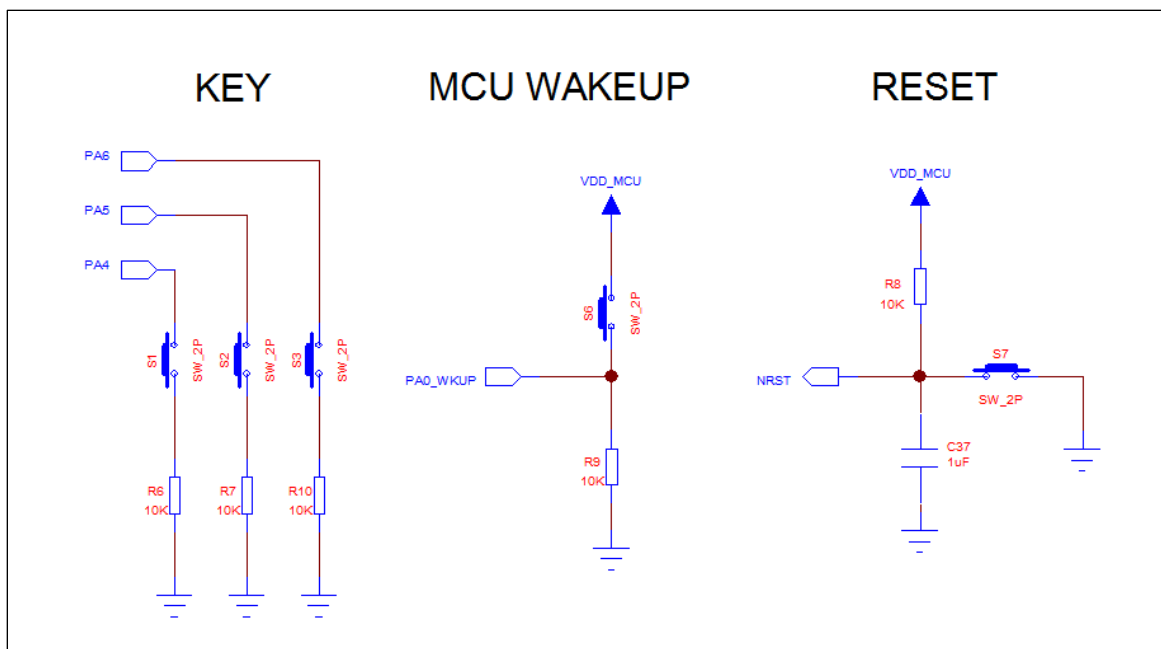 KEY
MCU WAKEUP
RESET
PA6
PA5
PA4
S1
SW_2P
S2
SW_2P
S3
SW_2P
R6
10K
R7
10K
R10
10K
VDD_MCU
S6
SW_2P
PA0_WKUP
R9
10K
VDD_MCU
R8
10K
S7
SW_2P
NRST
C37
1uF